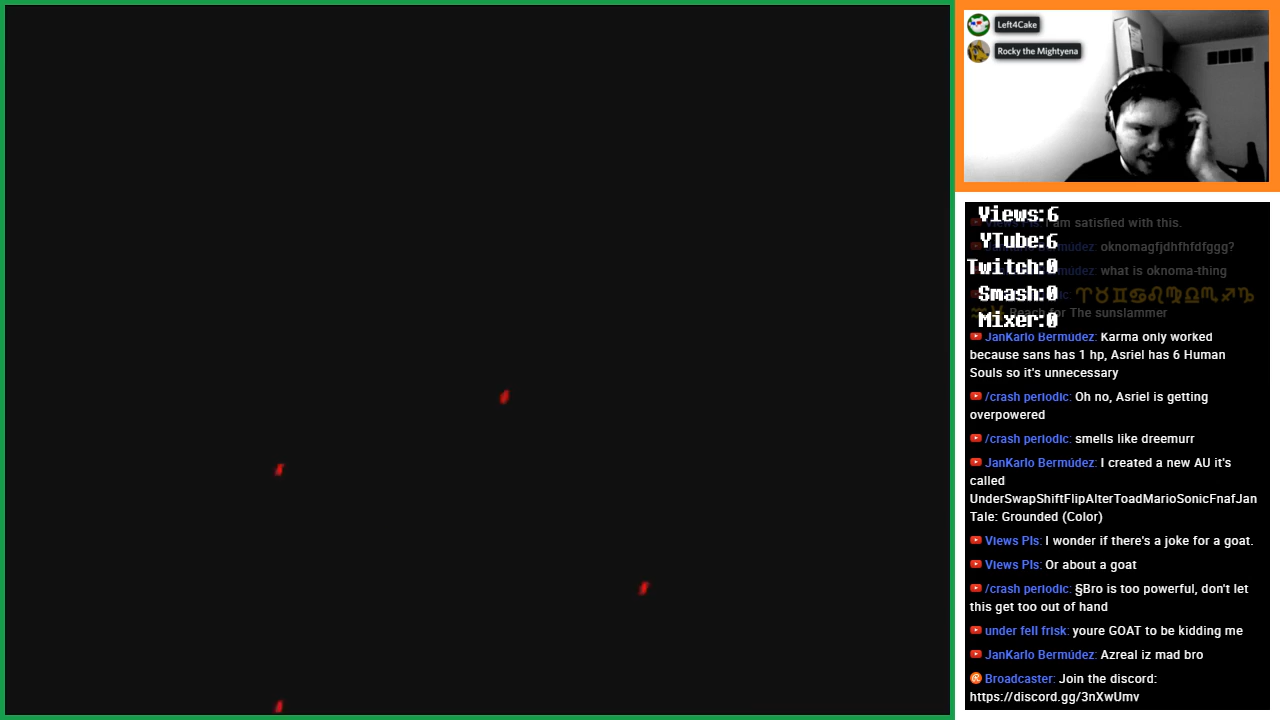 Left4Cake
Rocky the Mightyena
Views:6
YTube:6
Twitch:0
Smash:0
Mixer:0
I am satisfied with this.
oknomagfjdhfhfdfggg?
what is oknoma-thing
♈♉♊♋♌♍♎♏♐♑
Reach for The sunslammer
JanKarlo Bermúdez: Karma only worked
because sans has 1 hp, Asriel has 6 Human
Souls so it's unnecessary
/crash periodic: Oh no, Asriel is getting
overpowered
/crash periodic: smells like dreemurr
JanKarlo Bermúdez: I created a new AU it's
called
UnderSwapShiftFlipAlterToadMarioSonicFnafJan
Tale: Grounded (Color)
Views Pls: I wonder if there's a joke for a goat.
Views Pls: Or about a goat
/crash periodic: §Bro is too powerful, don't let
this get too out of hand
under fell frisk: youre GOAT to be kidding me
JanKarlo Bermúdez: Azreal iz mad bro
Broadcaster: Join the discord:
https://discord.gg/3nXwUmv